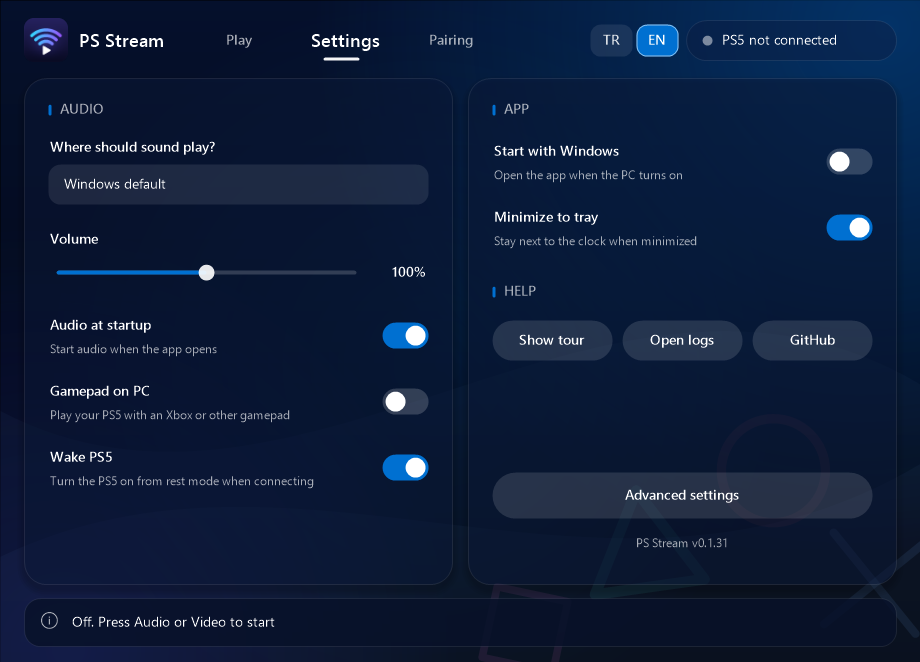 PS Stream
Play
Settings
Pairing
TR
EN
PS5 not connected
AUDIO
Where should sound play?
Windows default
Volume
100%
Audio at startup
Start audio when the app opens
Gamepad on PC
Play your PS5 with an Xbox or other gamepad
Wake PS5
Turn the PS5 on from rest mode when connecting
APP
Start with Windows
Open the app when the PC turns on
Minimize to tray
Stay next to the clock when minimized
HELP
Show tour
Open logs
GitHub
Advanced settings
PS Stream v0.1.31
Off. Press Audio or Video to start